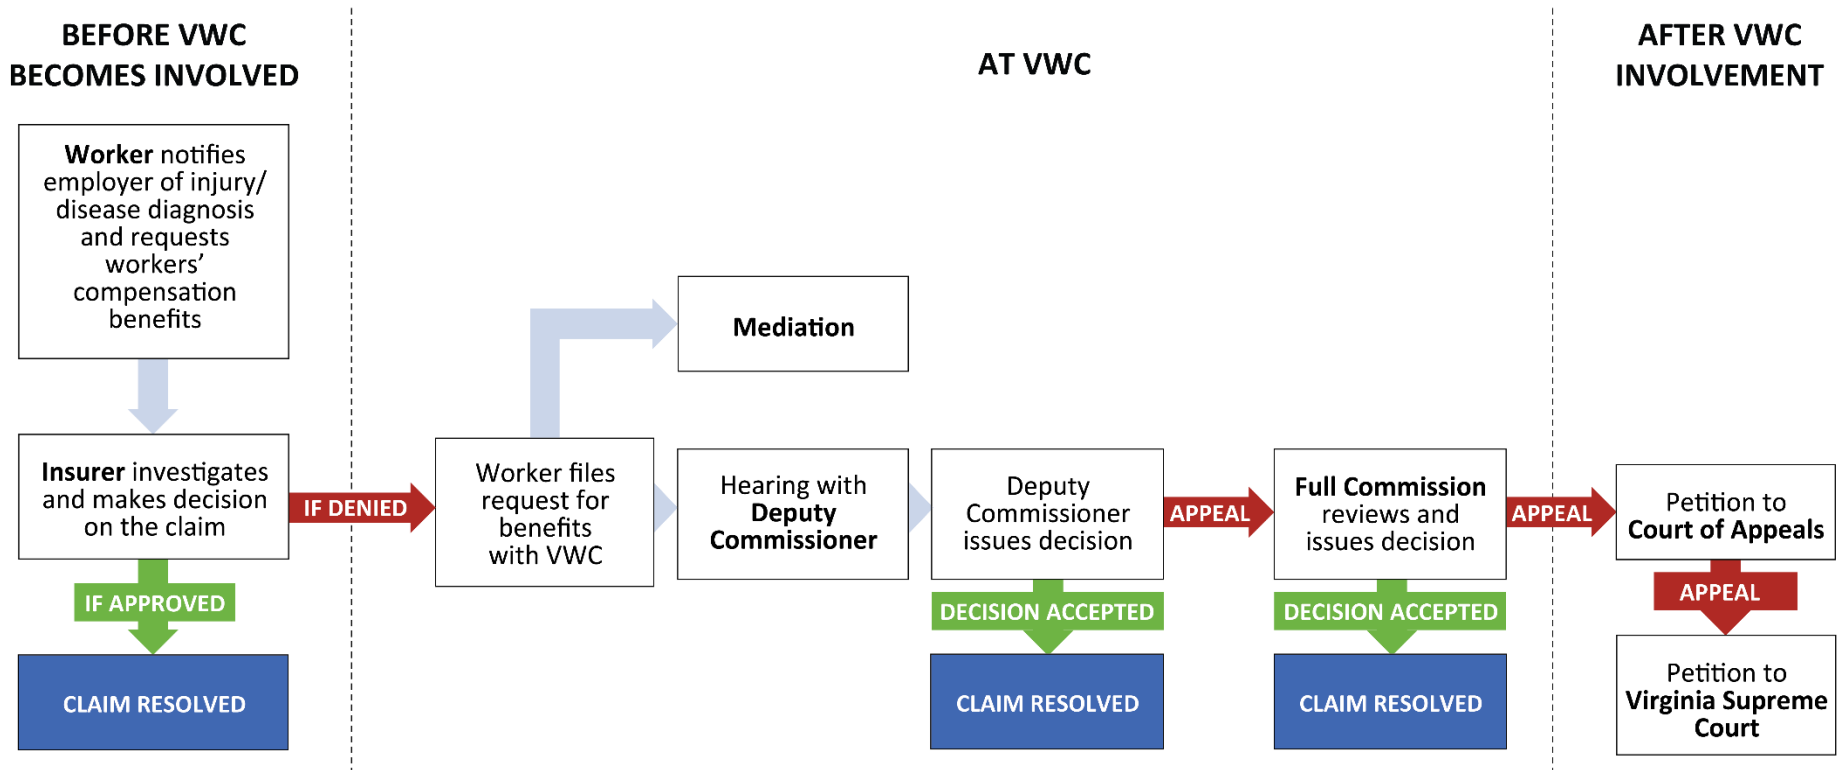 BEFORE VWC
BECOMES INVOLVED
AT VWC
AFTER VWC
INVOLVEMENT
Worker notifies
employer of injury/
disease diagnosis
and requests
workers’
compensation
benefits
Insurer investigates
and makes decision
on the claim
IF APPROVED
CLAIM RESOLVED
IF DENIED
Worker files
request for
benefits
with VWC
Mediation
Hearing with
Deputy
Commissioner
Deputy
Commissioner
issues decision
DECISION ACCEPTED
CLAIM RESOLVED
APPEAL
Full Commission
reviews and
issues decision
DECISION ACCEPTED
CLAIM RESOLVED
APPEAL
Petition to
Court of Appeals
APPEAL
Petition to
Virginia Supreme
Court